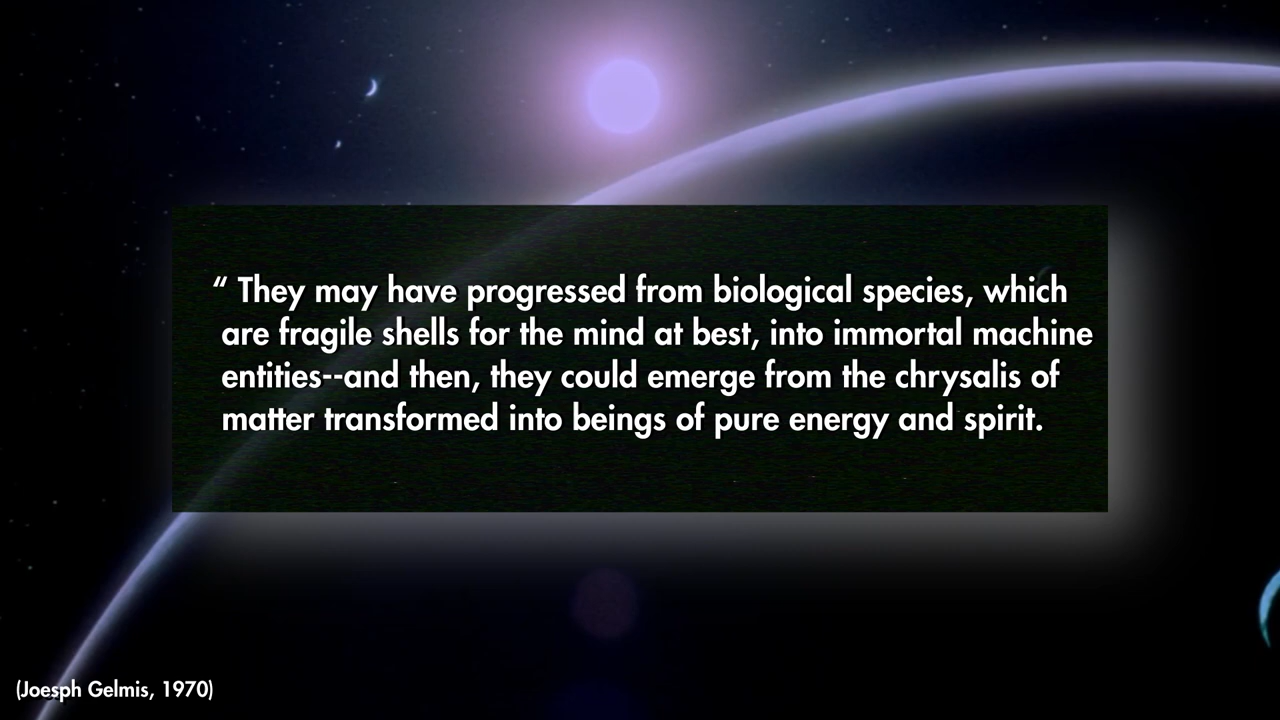 “ They may have progressed from biological species, which
are fragile shells for the mind at best, into immortal machine
entities--and then, they could emerge from the chrysalis of
matter transformed into beings of pure energy and spirit.
(Joesph Gelmis, 1970)